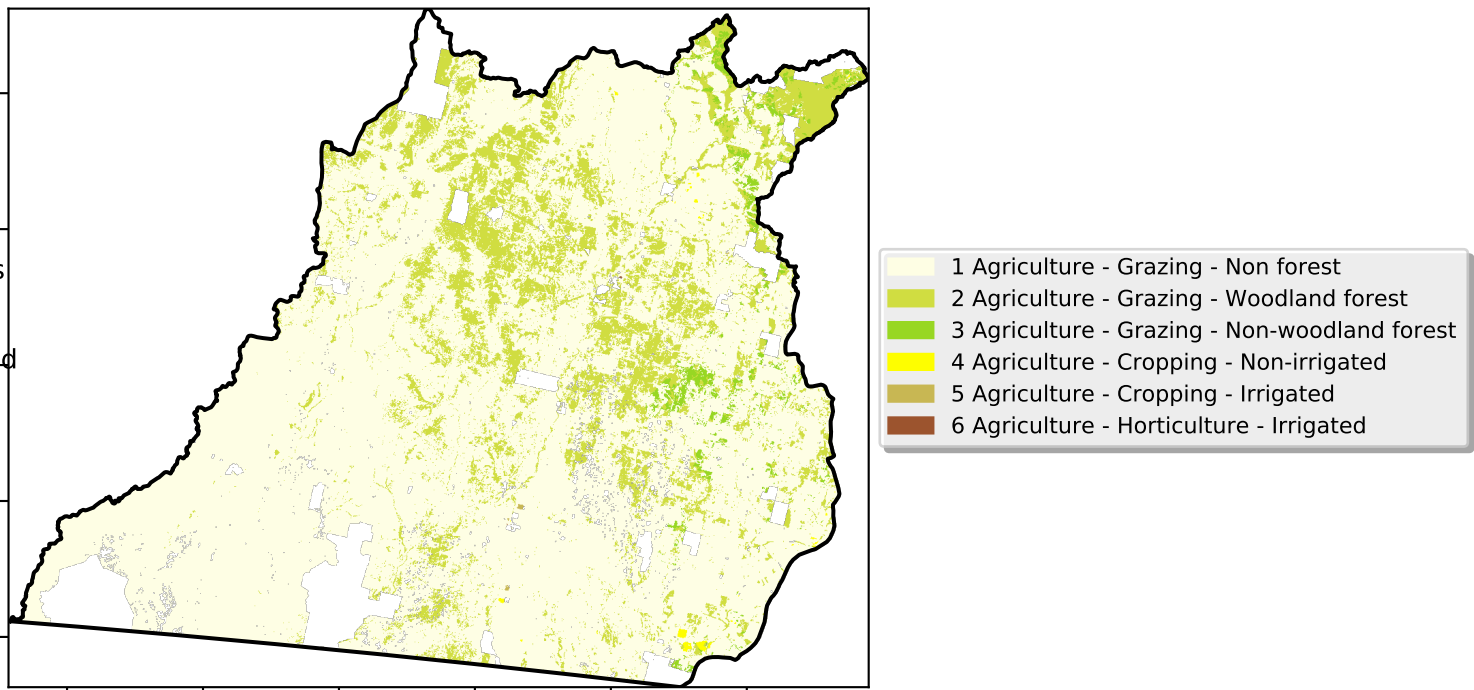 s
d
1 Agriculture - Grazing - Non forest
2 Agriculture - Grazing - Woodland forest
3 Agriculture - Grazing - Non-woodland forest
4 Agriculture - Cropping - Non-irrigated
5 Agriculture - Cropping - Irrigated
6 Agriculture - Horticulture - Irrigated